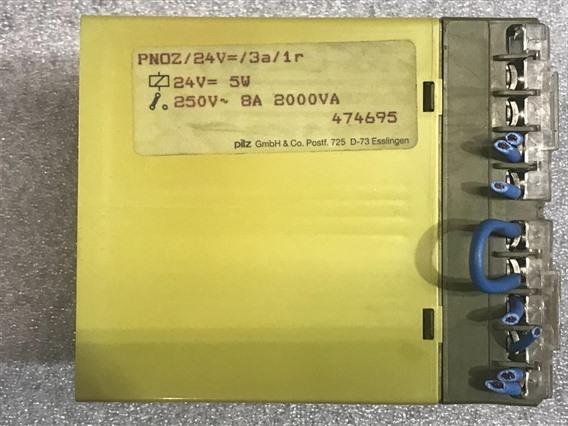 PNOZ/24V=/3a/1r
24V= 5W
250V~ 8A 2000VA
474695
pilz GmbH & Co. Postf. 725 D-73 Esslingen